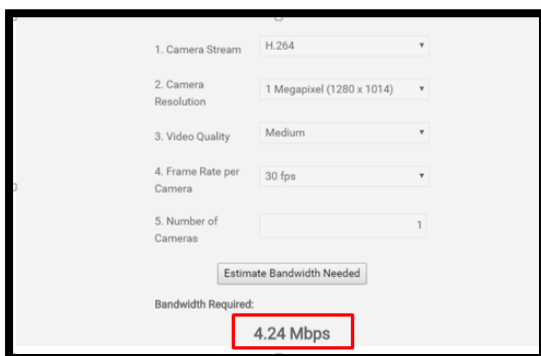 1. Camera Stream H.264
2. Camera
Resolution 1 Megapixel (1280 x 1014)
3. Video Quality Medium
4. Frame Rate per
Camera 30 fps
5. Number of
Cameras 1
Estimate Bandwidth Needed
Bandwidth Required:
4.24 Mbps